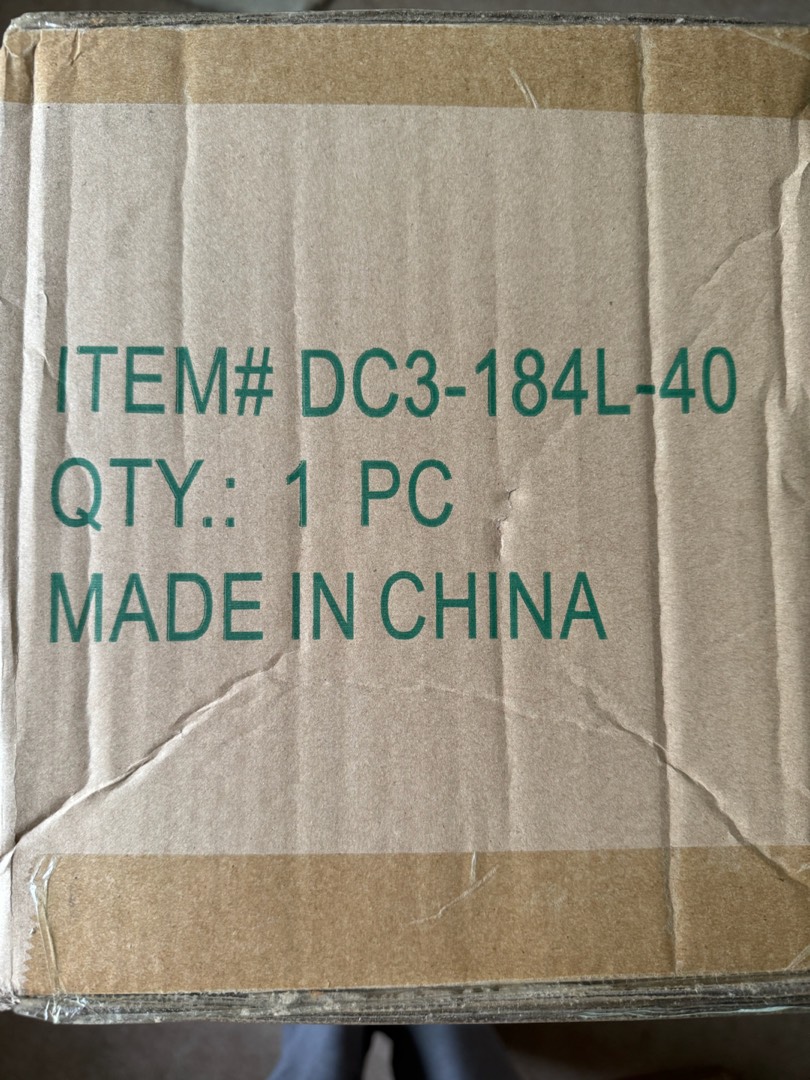 ITEM# DC3-184L-40
QTY.: 1 PC
MADE IN CHINA